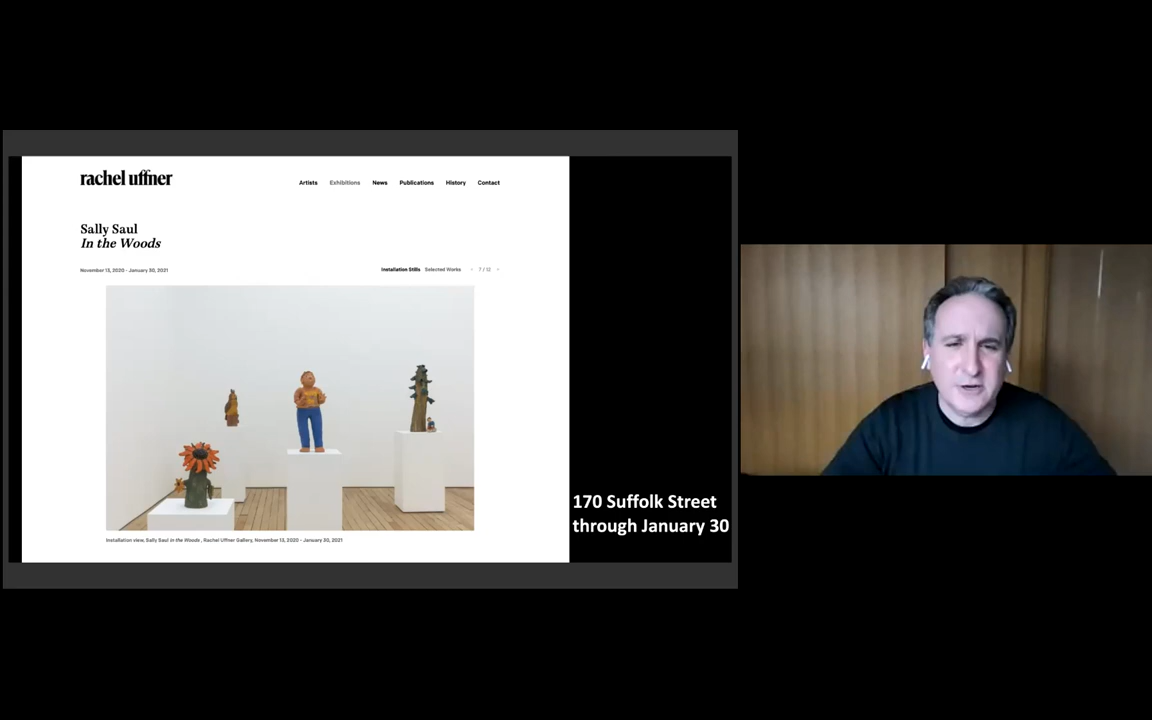 rachel uffner
Artists Exhibitions News Publications History Contact
Sally Saul
In the Woods
November 13, 2020 - January 30, 2021
Installation Stills Selected Works < 7 / 12 >
Installation view, Sally Saul In the Woods , Rachel Uffner Gallery, November 13, 2020 - January 30, 2021
170 Suffolk Street
through January 30